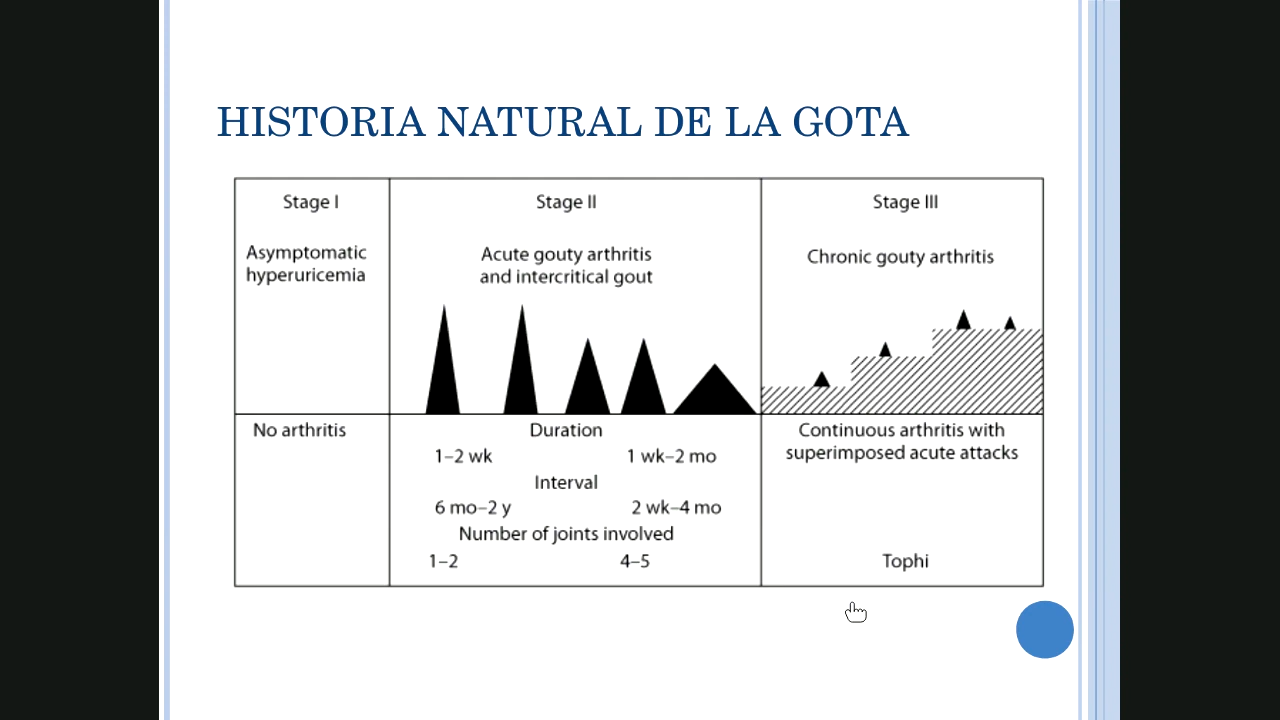 HISTORIA NATURAL DE LA GOTA
Stage I
Asymptomatic
hyperuricemia
Stage II
Acute gouty arthritis
and intercritical gout
Stage III
Chronic gouty arthritis
No arthritis
Duration
1–2 wk 1 wk–2 mo
Interval
6 mo–2 y 2 wk–4 mo
Number of joints involved
1–2 4–5
Continuous arthritis with
superimposed acute attacks
Tophi